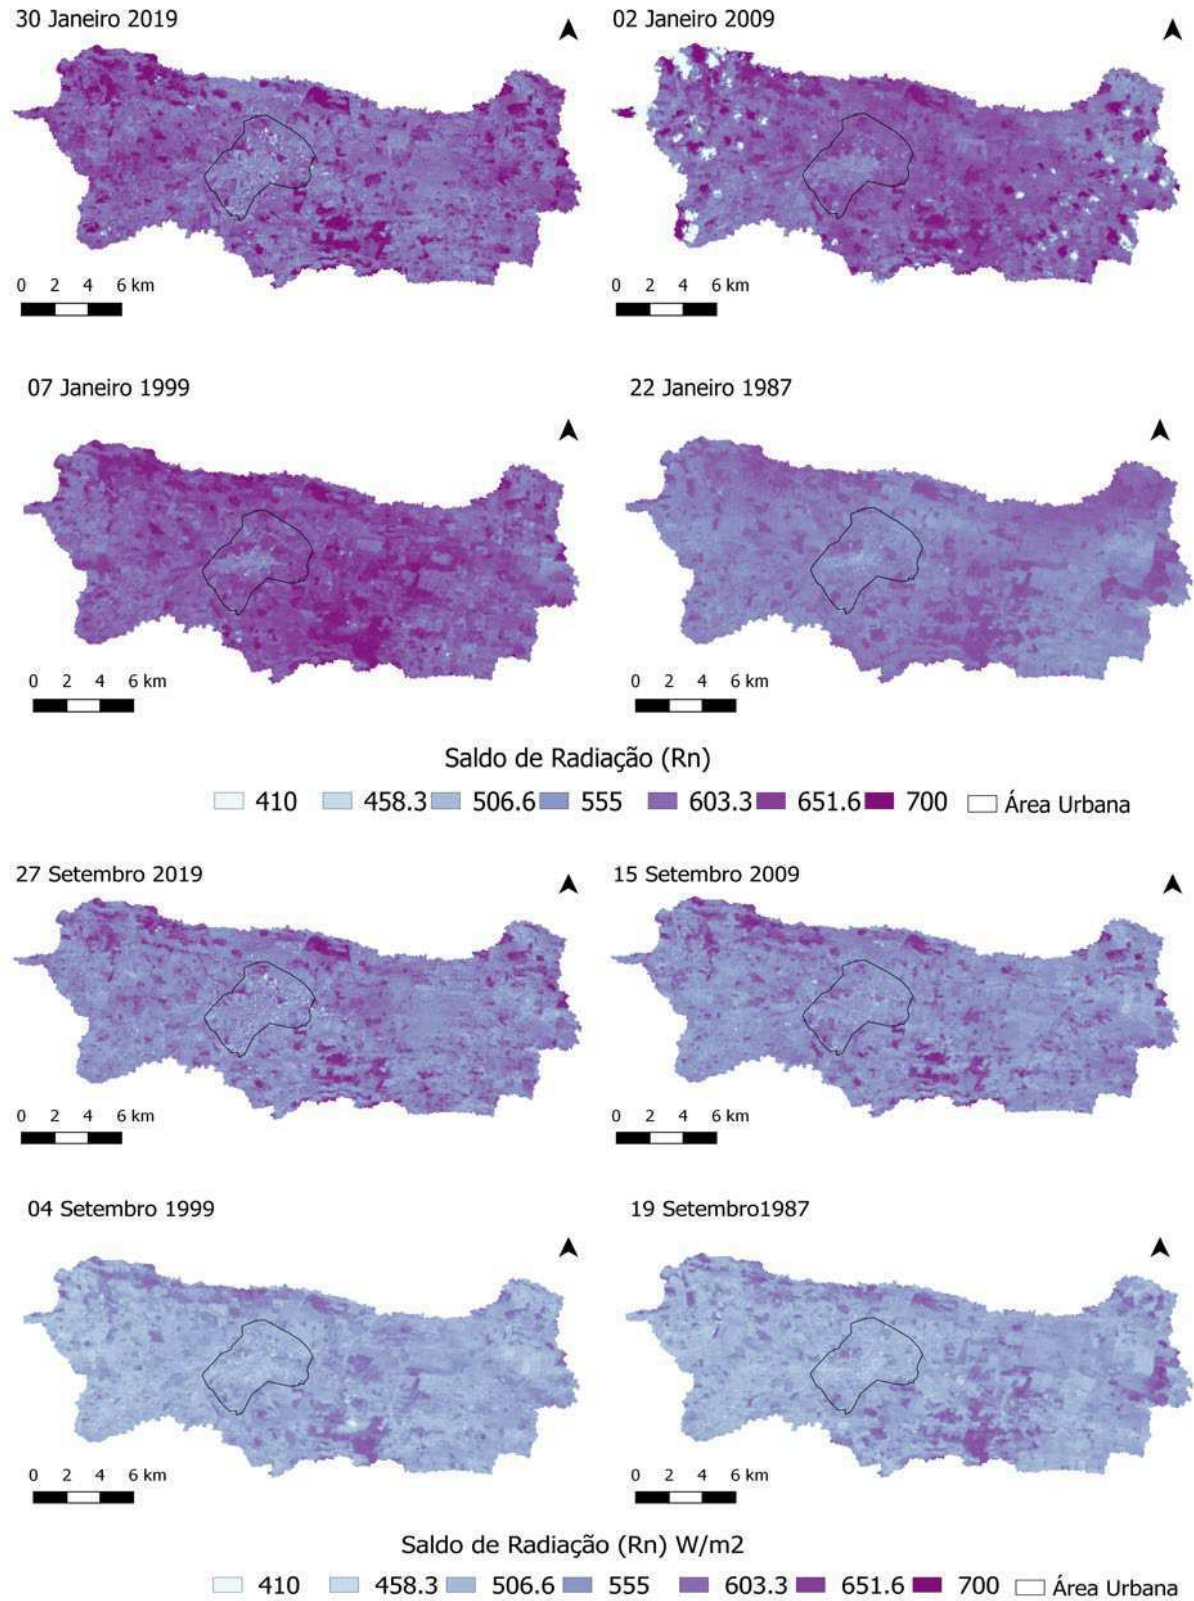 30 Janeiro 2019
02 Janeiro 2009
0 2 4 6 km
0 2 4 6 km
07 Janeiro 1999
22 Janeiro 1987
0 2 4 6 km
0 2 4 6 km
Saldo de Radiação (Rn)
410 458.3 506.6 555 603.3 651.6 700 Área Urbana
27 Setembro 2019
15 Setembro 2009
0 2 4 6 km
0 2 4 6 km
04 Setembro 1999
19 Setembro1987
0 2 4 6 km
0 2 4 6 km
Saldo de Radiação (Rn) W/m2
410 458.3 506.6 555 603.3 651.6 700 Área Urbana